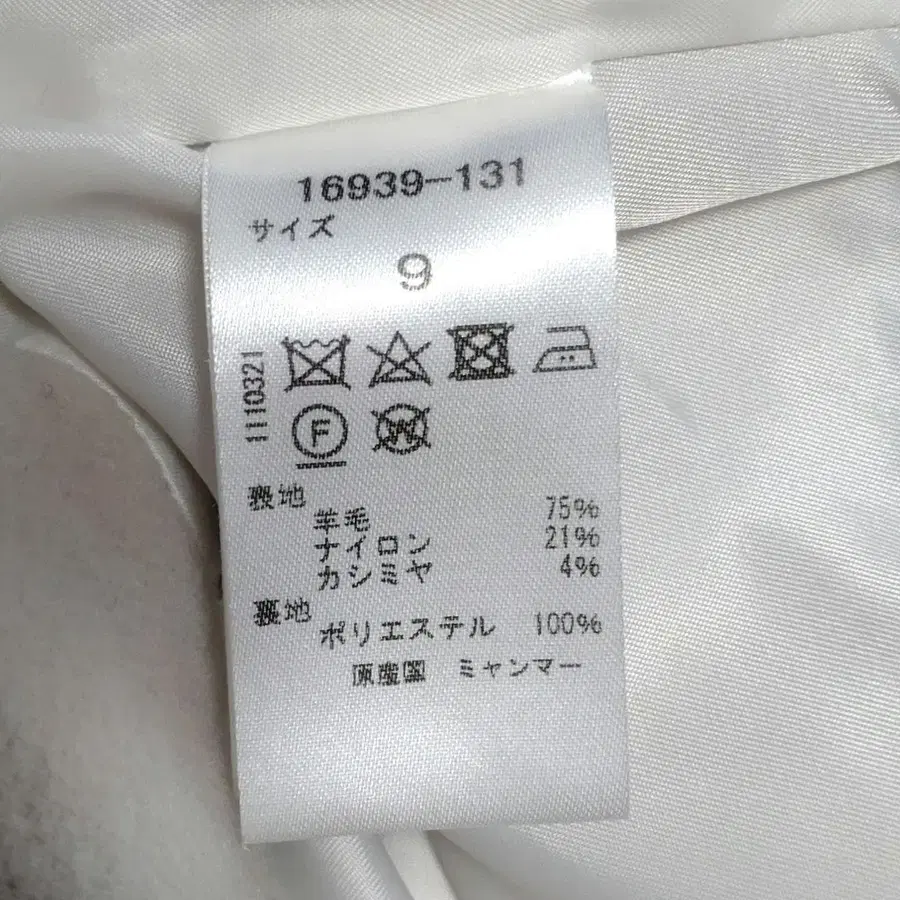 16939-131
サイズ
9
1110321
F
W
表地
羊毛 75%
ナイロン 21%
カシミヤ 4%
裏地
ポリエステル 100%
原産国 ミャンマー